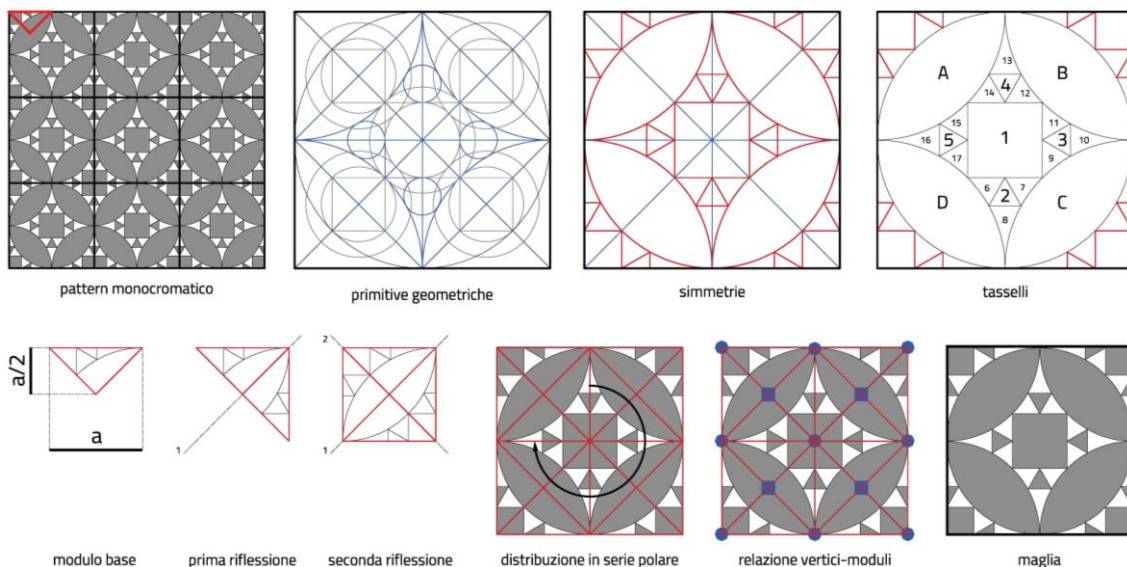 pattern monocromatico
primitive geometriche
simmetrie
A
B
C
D
1
2
3
4
5
6
7
8
9
10
11
12
13
14
15
16
17
tasselli
a/2
a
modulo base
1
prima riflessione
2
1
seconda riflessione
distribuzione in serie polare
relazione vertici-moduli
maglia